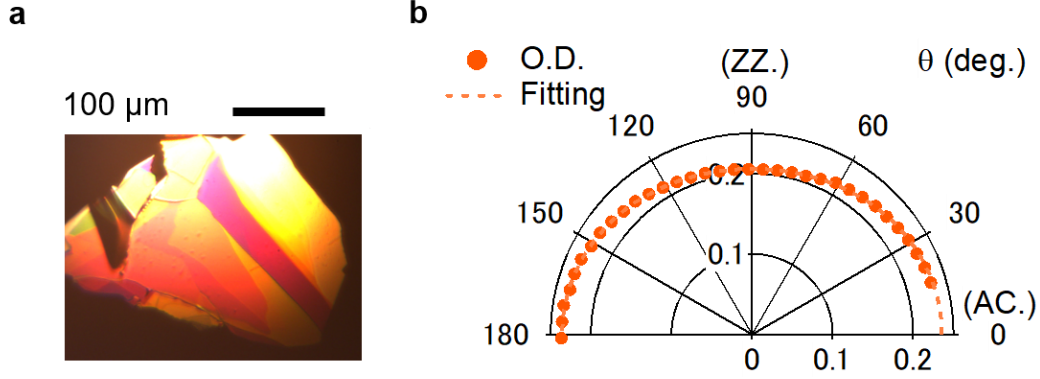 a
100 μm
b
O.D.
Fitting
(ZZ.)
θ (deg.)
90
120
60
150
30
0.2
0.1
(AC.)
180
0
0
0.1
0.2